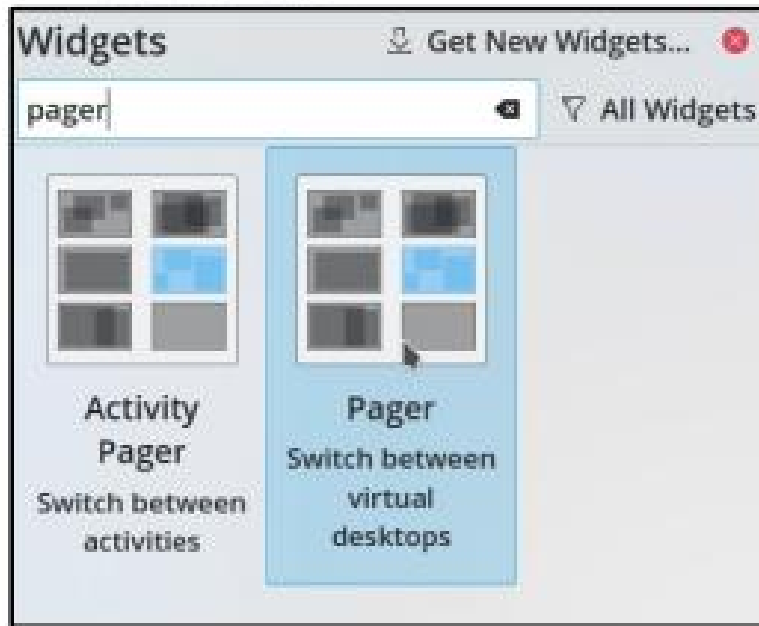 Widgets
Get New Widgets...
pager
All Widgets
Activity
Pager
Switch between
activities
Pager
Switch between
virtual
desktops